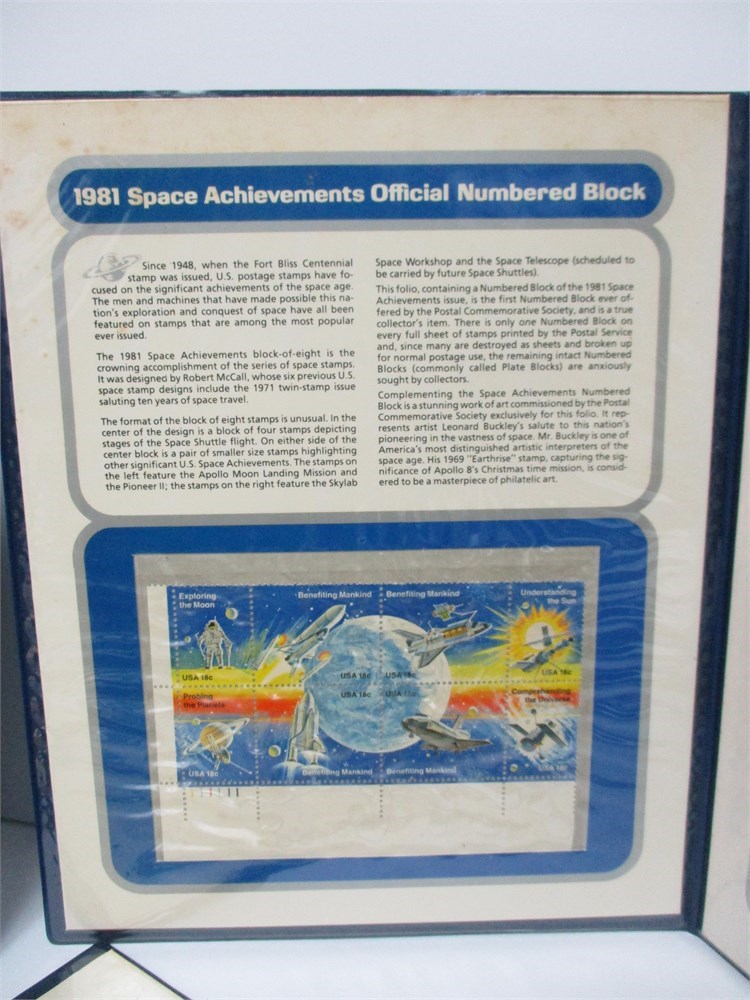 1981 Space Achievements Official Numbered Block
Since 1948, when the Fort Bliss Centennial
stamp was issued, U.S. postage stamps have fo-
cused on the significant achievements of the space age.
The men and machines that have made possible this na-
tion's exploration and conquest of space have all been
featured on stamps that are among the most popular
ever issued.
The 1981 Space Achievements block-of-eight is the
crowning accomplishment of the series of space stamps.
It was designed by Robert McCall, whose six previous U.S.
space stamp designs include the 1971 twin-stamp issue
saluting ten years of space travel.
The format of the block of eight stamps is unusual. In the
center of the design is a block of four stamps depicting
stages of the Space Shuttle flight. On either side of the
center block is a pair of smaller size stamps highlighting
other significant U.S. Space Achievements. The stamps on
the left feature the Apollo Moon Landing Mission and
the Pioneer II; the stamps on the right feature the Skylab
Space Workshop and the Space Telescope (scheduled to
be carried by future Space Shuttles).
This folio, containing a Numbered Block of the 1981 Space
Achievements issue, is the first Numbered Block ever of-
fered by the Postal Commemorative Society, and is a true
collector's item. There is only one Numbered Block on
every full sheet of stamps printed by the Postal Service
and, since many are destroyed as sheets and broken up
for normal postage use, the remaining intact Numbered
Blocks (commonly called Plate Blocks) are anxiously
sought by collectors.
Complementing the Space Achievements Numbered
Block is a stunning work of art commissioned by the Postal
Commemorative Society exclusively for this folio. It rep-
resents artist Leonard Buckley's salute to this nation's
pioneering in the vastness of space. Mr. Buckley is one of
America's most distinguished artistic interpreters of the
space age. His 1969 "Earthrise" stamp, capturing the sig-
nificance of Apollo 8's Christmas time mission, is consid-
ered to be a masterpiece of philatelic art.
Exploring
the Moon
USA 18c
Benefiting Mankind
USA 18c
Benefiting Mankind
USA 18c
Understanding
the Sun
USA 18c
Probing
the Planets
USA 18c
USA 18c
Benefiting Mankind
USA 18c
Benefiting Mankind
Comprehending
the Universe
USA 18c
111111